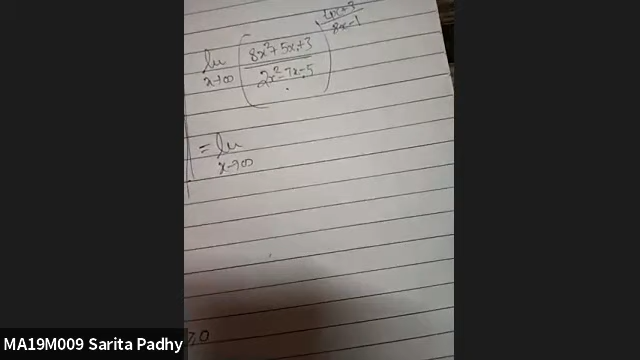 lim x→∞ ( 8x²+5x+3 / 2x²-7x-5 ) 4x+3 / 8x-1
= lim x→∞
MA19M009 Sarita Padhy